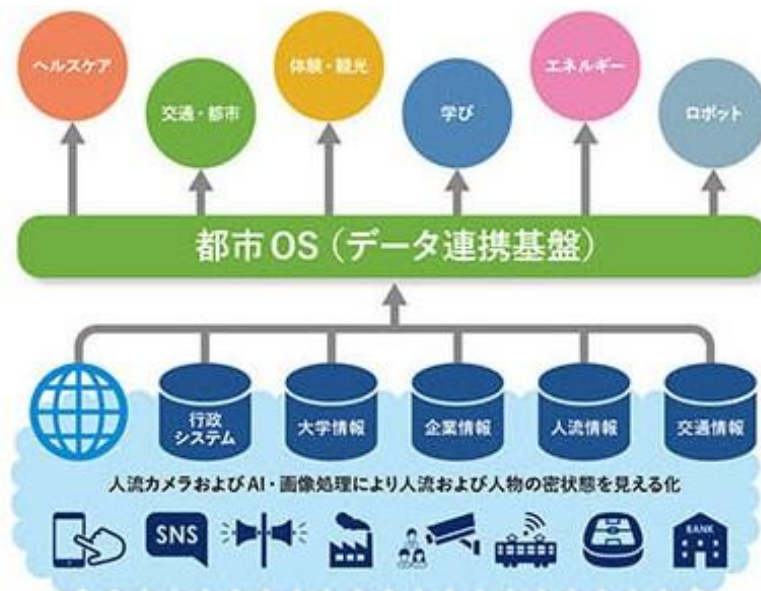 ヘルスケア
交通・都市
体験・観光
学び
エネルギー
ロボット
都市OS（データ連携基盤）
行政
システム
大学情報
企業情報
人流情報
交通情報
人流カメラおよびAI・画像処理により人流および人物の密状態を見える化
SNS
BANK